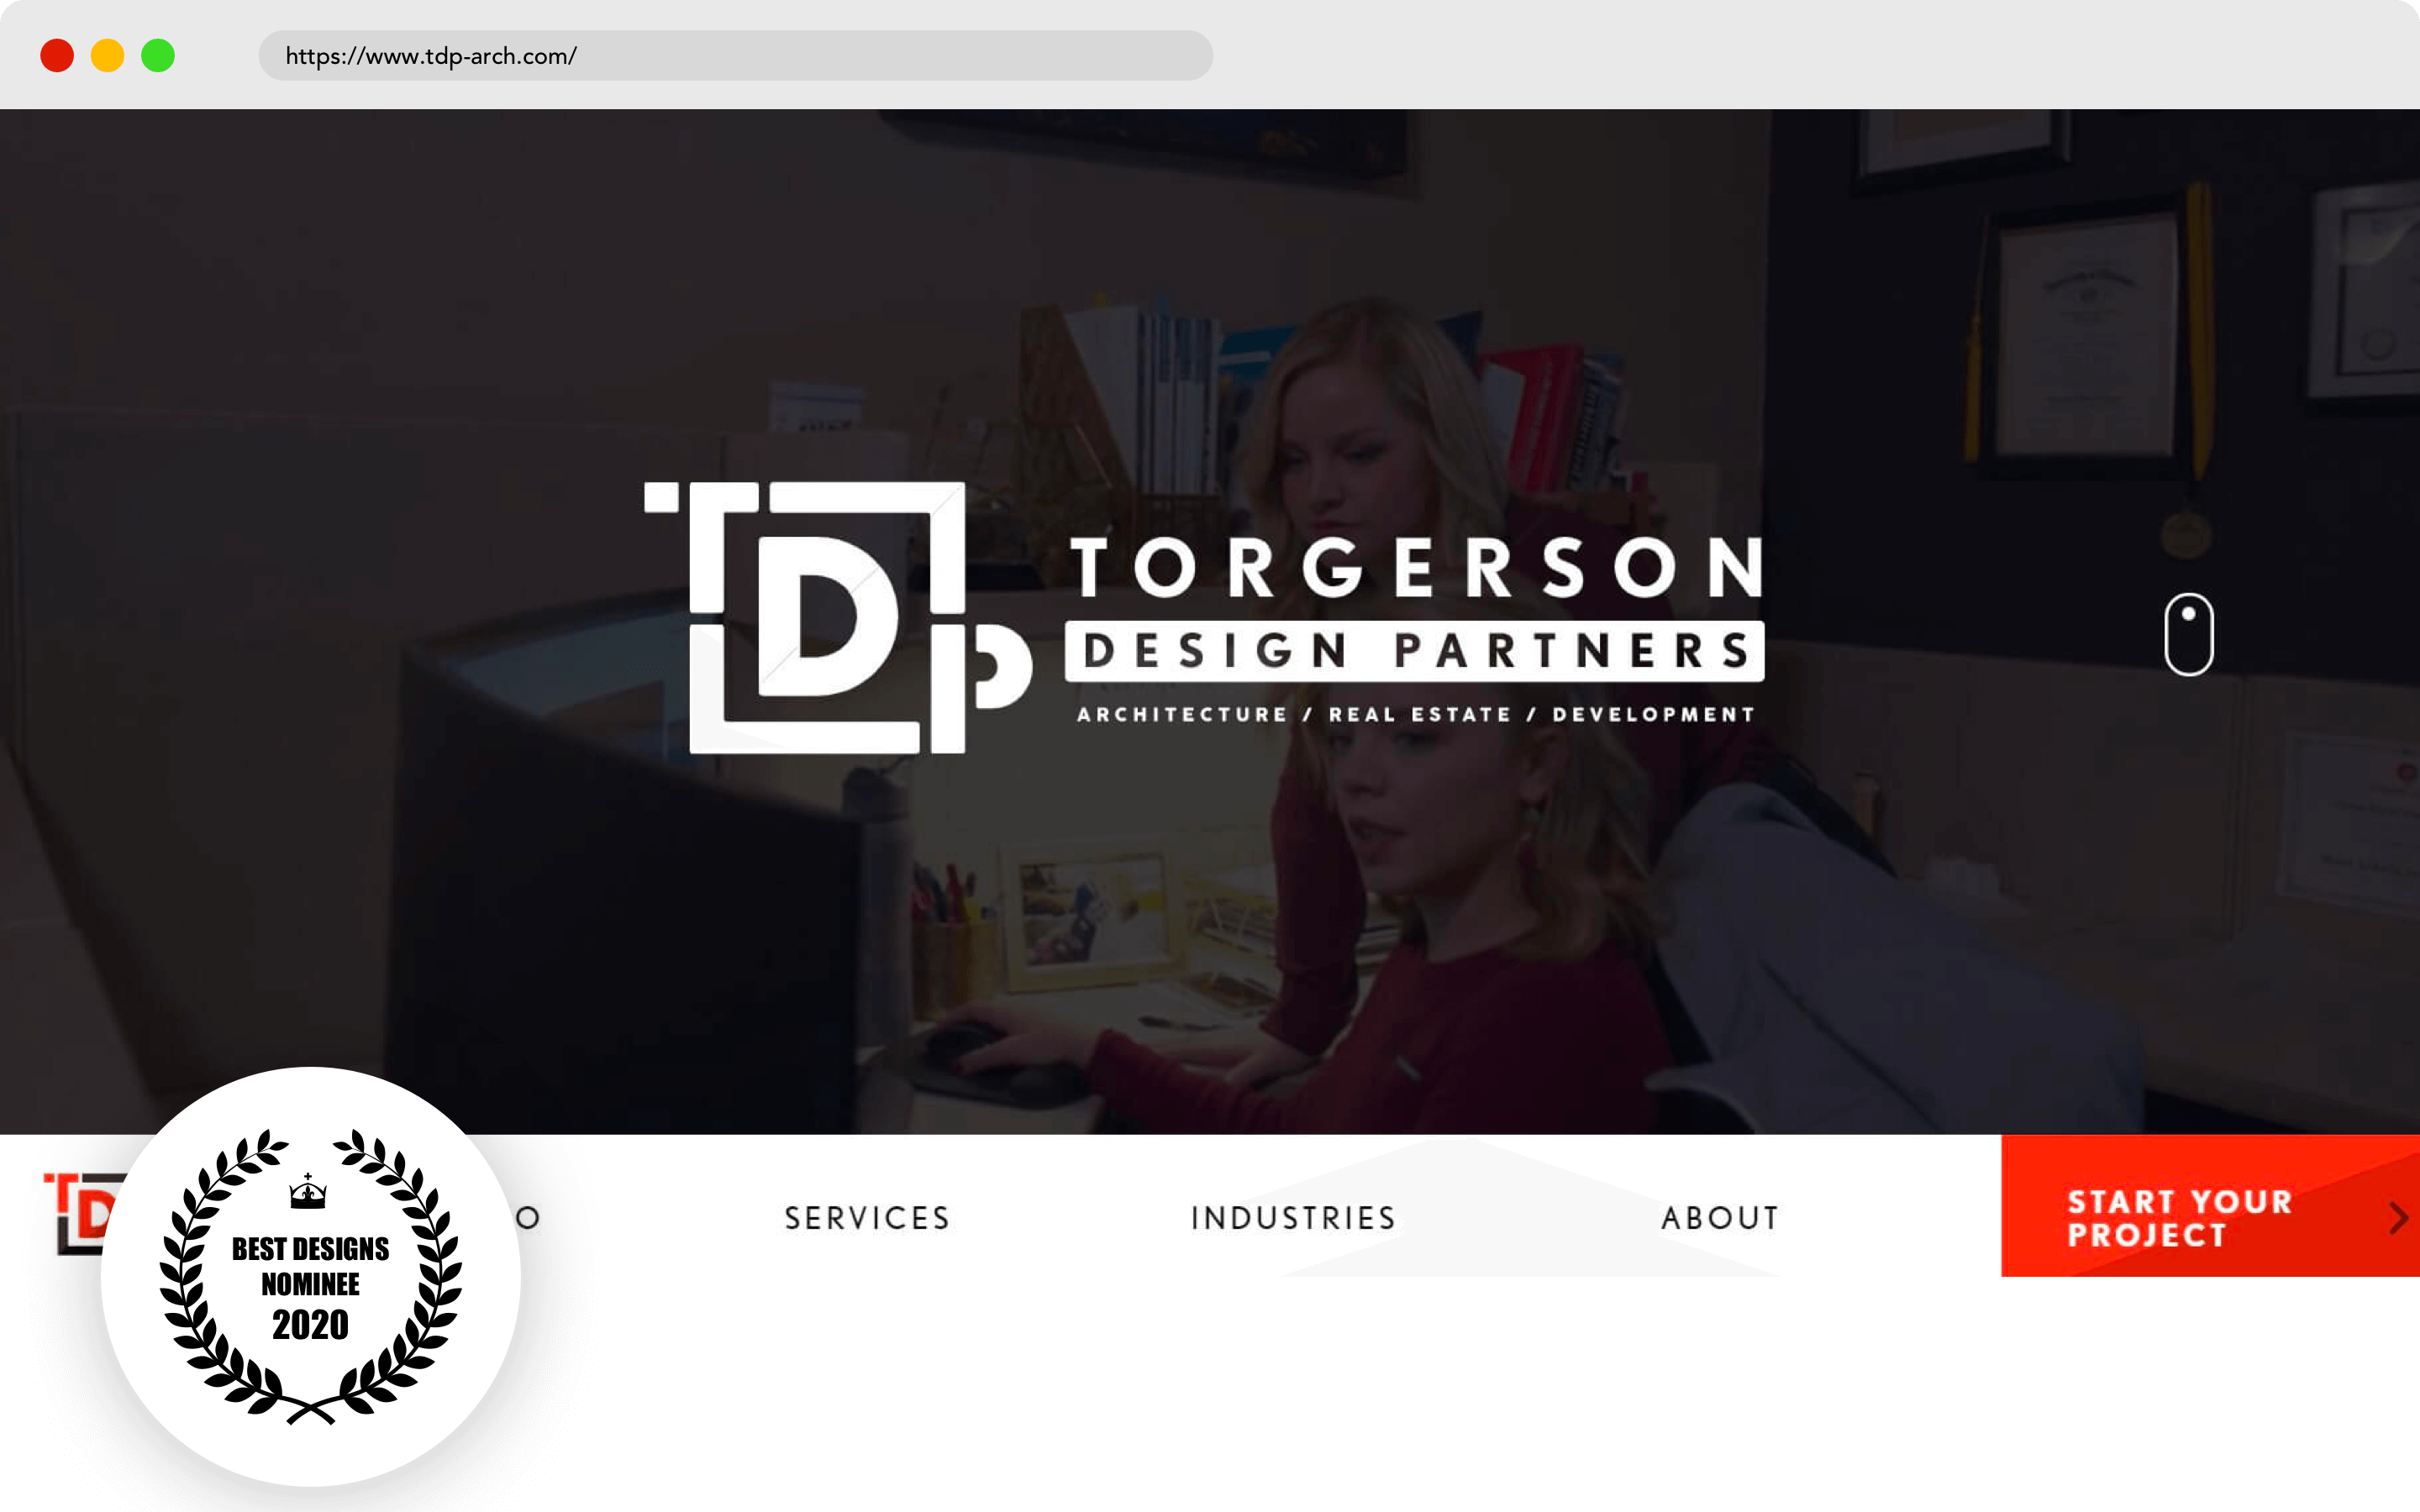 https://www.tdp-arch.com/
TDP
TORGERSON
DESIGN PARTNERS
ARCHITECTURE / REAL ESTATE / DEVELOPMENT
TD
O
SERVICES
INDUSTRIES
ABOUT
START YOUR
PROJECT
BEST DESIGNS
NOMINEE
2020